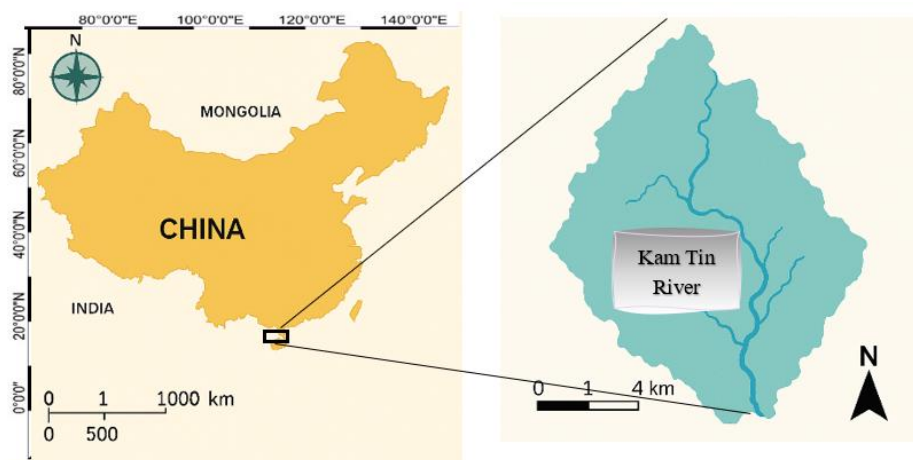 80°0'0"E 100°0'0"E 120°0'0"E 140°0'0"E
N
80°0'0"N
60°0'0"N
40°0'0"N
20°0'0"N
0°0'0"
MONGOLIA
CHINA
INDIA
0 1 1000 km
0 500
Kam Tin
River
N
0 1 4 km